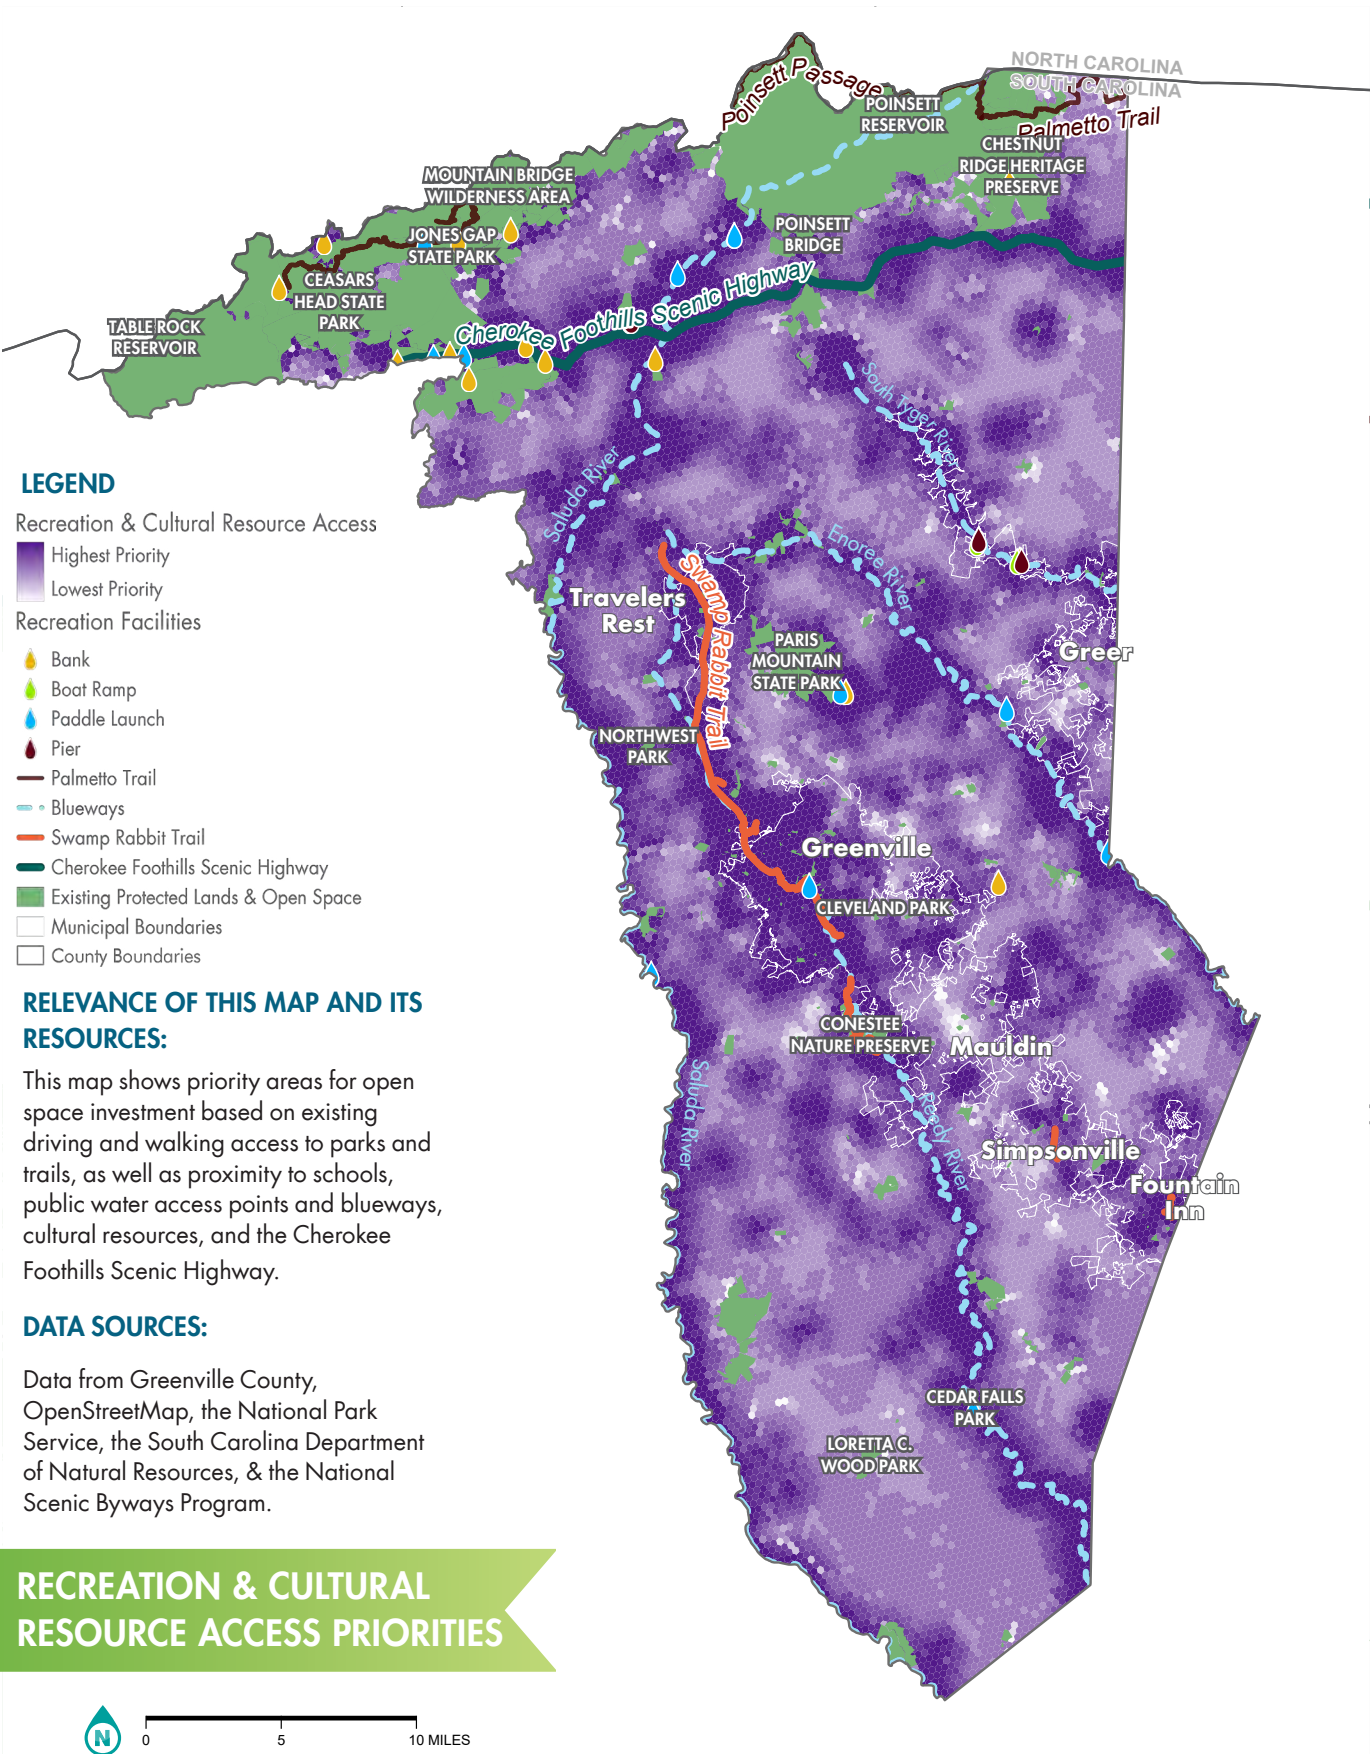 NORTH CAROLINA
SOUTH CAROLINA
Poinsett Passage
POINSETT
RESERVOIR
Palmetto Trail
CHESTNUT
RIDGE HERITAGE
PRESERVE
MOUNTAIN BRIDGE
WILDERNESS AREA
JONES GAP
STATE PARK
POINSETT
BRIDGE
CEASARS
HEAD STATE
PARK
TABLE ROCK
RESERVOIR
Cherokee Foothills Scenic Highway
South Tyger River
Saluda River
Enoree River
Travelers
Rest
Swamp Rabbit Trail
PARIS
MOUNTAIN
STATE PARK
Greer
NORTHWEST
PARK
Greenville
CLEVELAND PARK
CONESTEE
NATURE PRESERVE
Mauldin
Saluda River
Reedy River
Simpsonville
Fountain
Inn
CEDAR FALLS
PARK
LORETTA C.
WOOD PARK
LEGEND
Recreation & Cultural Resource Access
Highest Priority
Lowest Priority
Recreation Facilities
Bank
Boat Ramp
Paddle Launch
Pier
Palmetto Trail
Blueways
Swamp Rabbit Trail
Cherokee Foothills Scenic Highway
Existing Protected Lands & Open Space
Municipal Boundaries
County Boundaries
RELEVANCE OF THIS MAP AND ITS
RESOURCES:
This map shows priority areas for open
space investment based on existing
driving and walking access to parks and
trails, as well as proximity to schools,
public water access points and blueways,
cultural resources, and the Cherokee
Foothills Scenic Highway.
DATA SOURCES:
Data from Greenville County,
OpenStreetMap, the National Park
Service, the South Carolina Department
of Natural Resources, & the National
Scenic Byways Program.
RECREATION & CULTURAL
RESOURCE ACCESS PRIORITIES
N
0 5 10 MILES